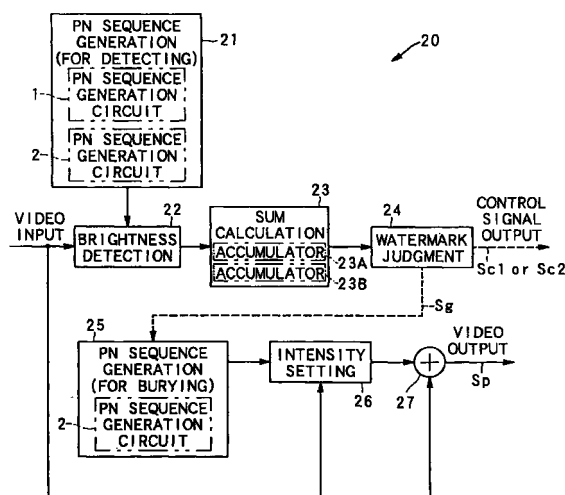 PN SEQUENCE
GENERATION
(FOR DETECTING)
21
20
1
PN SEQUENCE
GENERATION
CIRCUIT
2
PN SEQUENCE
GENERATION
CIRCUIT
VIDEO
INPUT
22
BRIGHTNESS
DETECTION
23
SUM
CALCULATION
ACCUMULATOR
23A
ACCUMULATOR
23B
24
WATERMARK
JUDGMENT
CONTROL
SIGNAL
OUTPUT
Sc1 or Sc2
Sg
25
PN SEQUENCE
GENERATION
(FOR BURYING)
2
PN SEQUENCE
GENERATION
CIRCUIT
INTENSITY
SETTING
26
+
27
VIDEO
OUTPUT
Sp